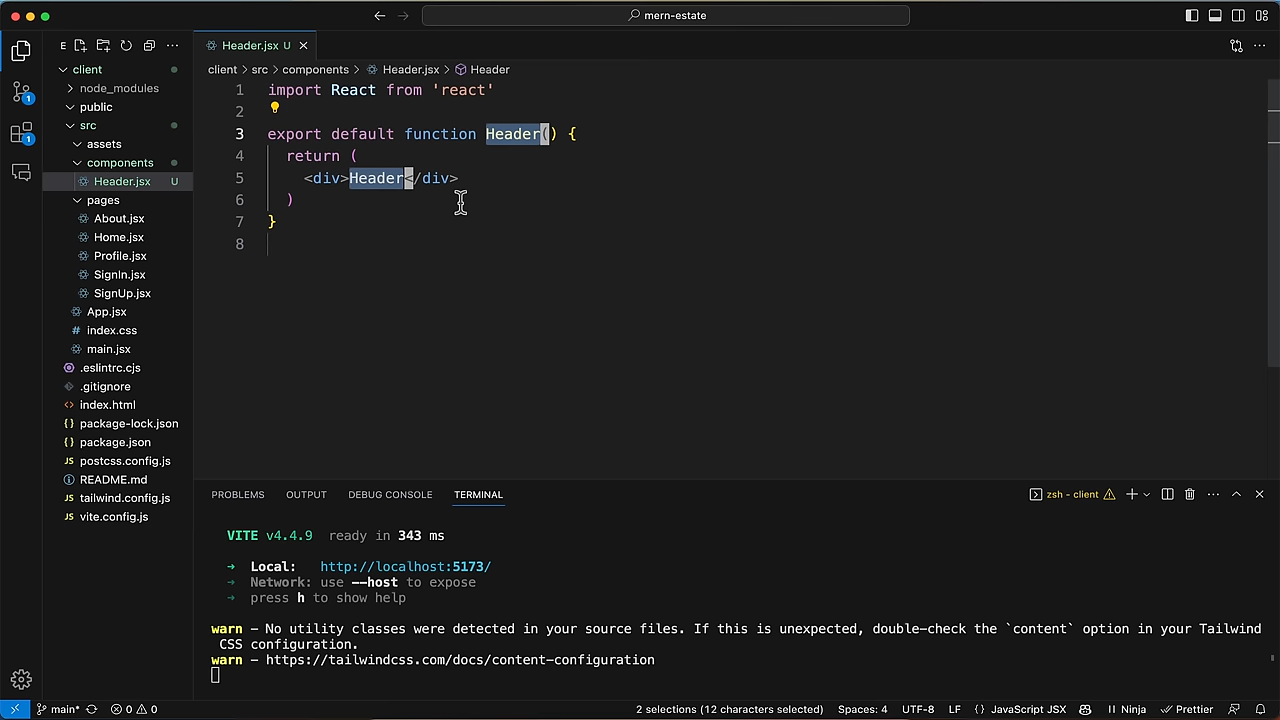 mern-estate
E
Header.jsx U
client
client > src > components > Header.jsx > Header
node_modules
public
src
assets
components
Header.jsx U
pages
About.jsx
Home.jsx
Profile.jsx
SignIn.jsx
SignUp.jsx
App.jsx
# index.css
main.jsx
.eslintrc.cjs
.gitignore
<> index.html
{} package-lock.json
{} package.json
JS postcss.config.js
README.md
JS tailwind.config.js
JS vite.config.js
1
1
1 import React from 'react'
2
3 export default function Header() {
4 return (
5 <div>Header</div>
6 )
7 }
8
PROBLEMS OUTPUT DEBUG CONSOLE TERMINAL
zsh - client
VITE v4.4.9 ready in 343 ms
➜ Local: http://localhost:5173/
➜ Network: use --host to expose
➜ press h to show help
warn - No utility classes were detected in your source files. If this is unexpected, double-check the `content` option in your Tailwind
CSS configuration.
warn - https://tailwindcss.com/docs/content-configuration
main* 0 0 2 selections (12 characters selected) Spaces: 4 UTF-8 LF {} JavaScript JSX Ninja Prettier